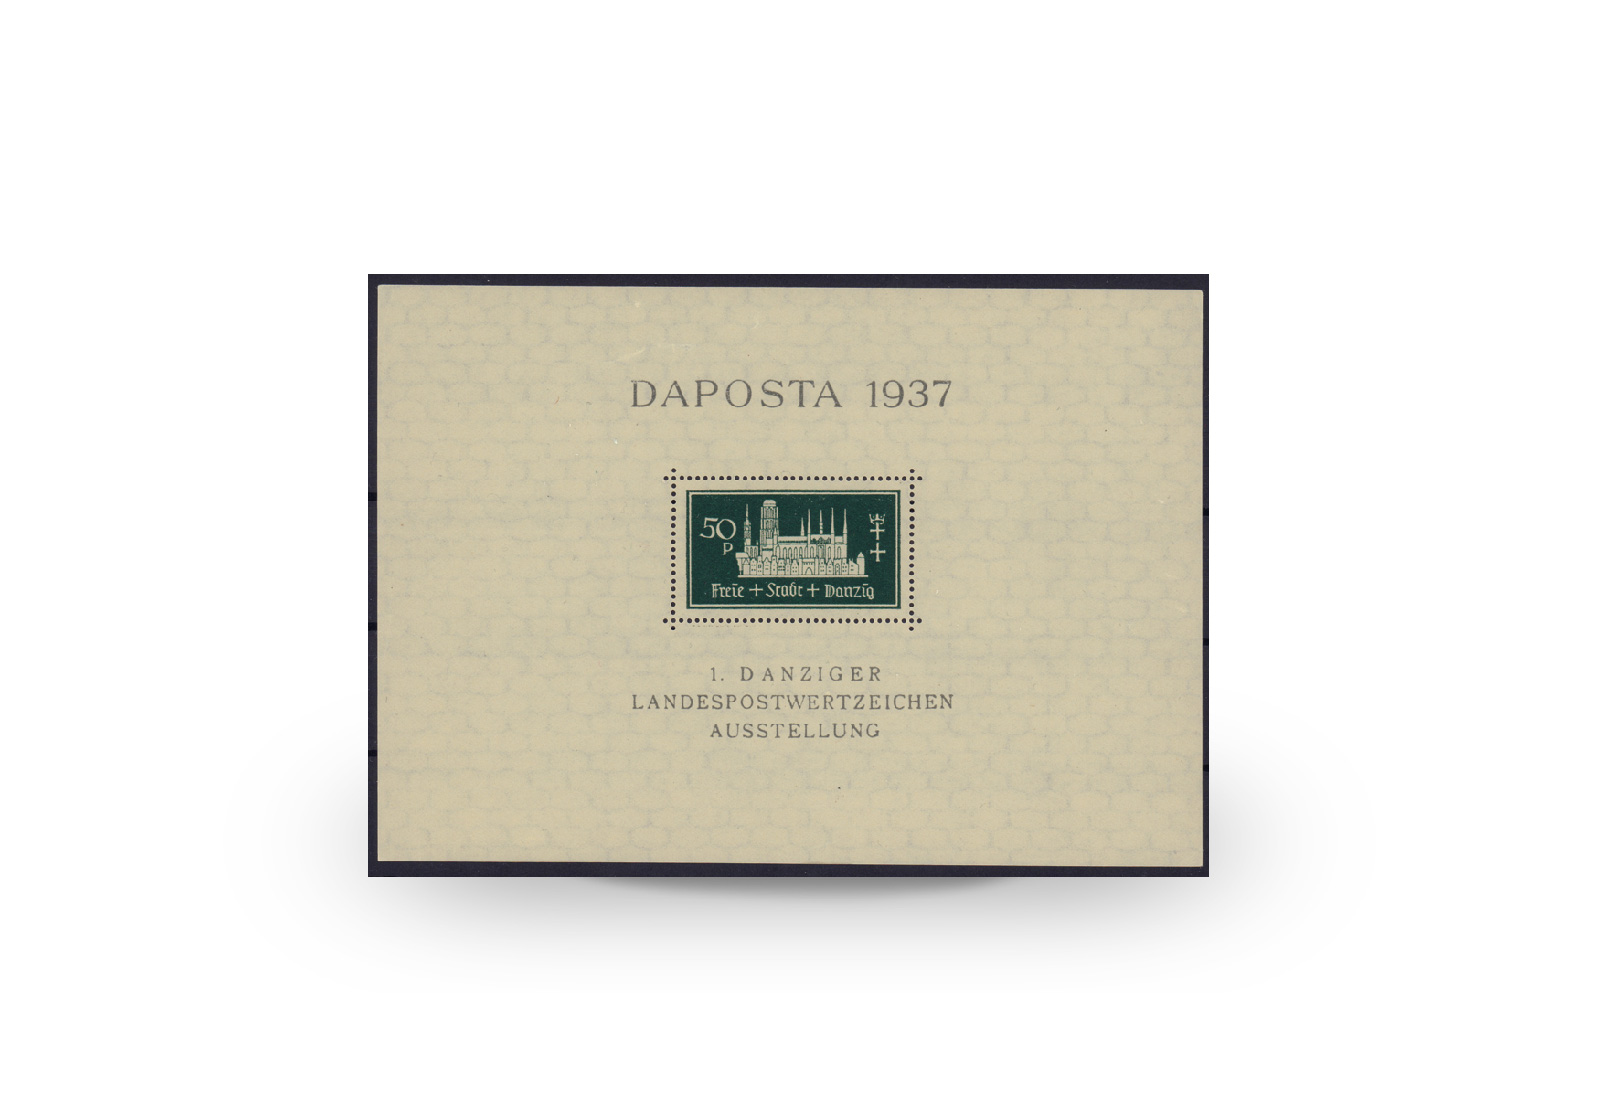 DAPOSTA 1937
50
p
Freie + Stadt + Danzig
1. DANZIGER
LANDESPOSTWERTZEICHEN
AUSSTELLUNG